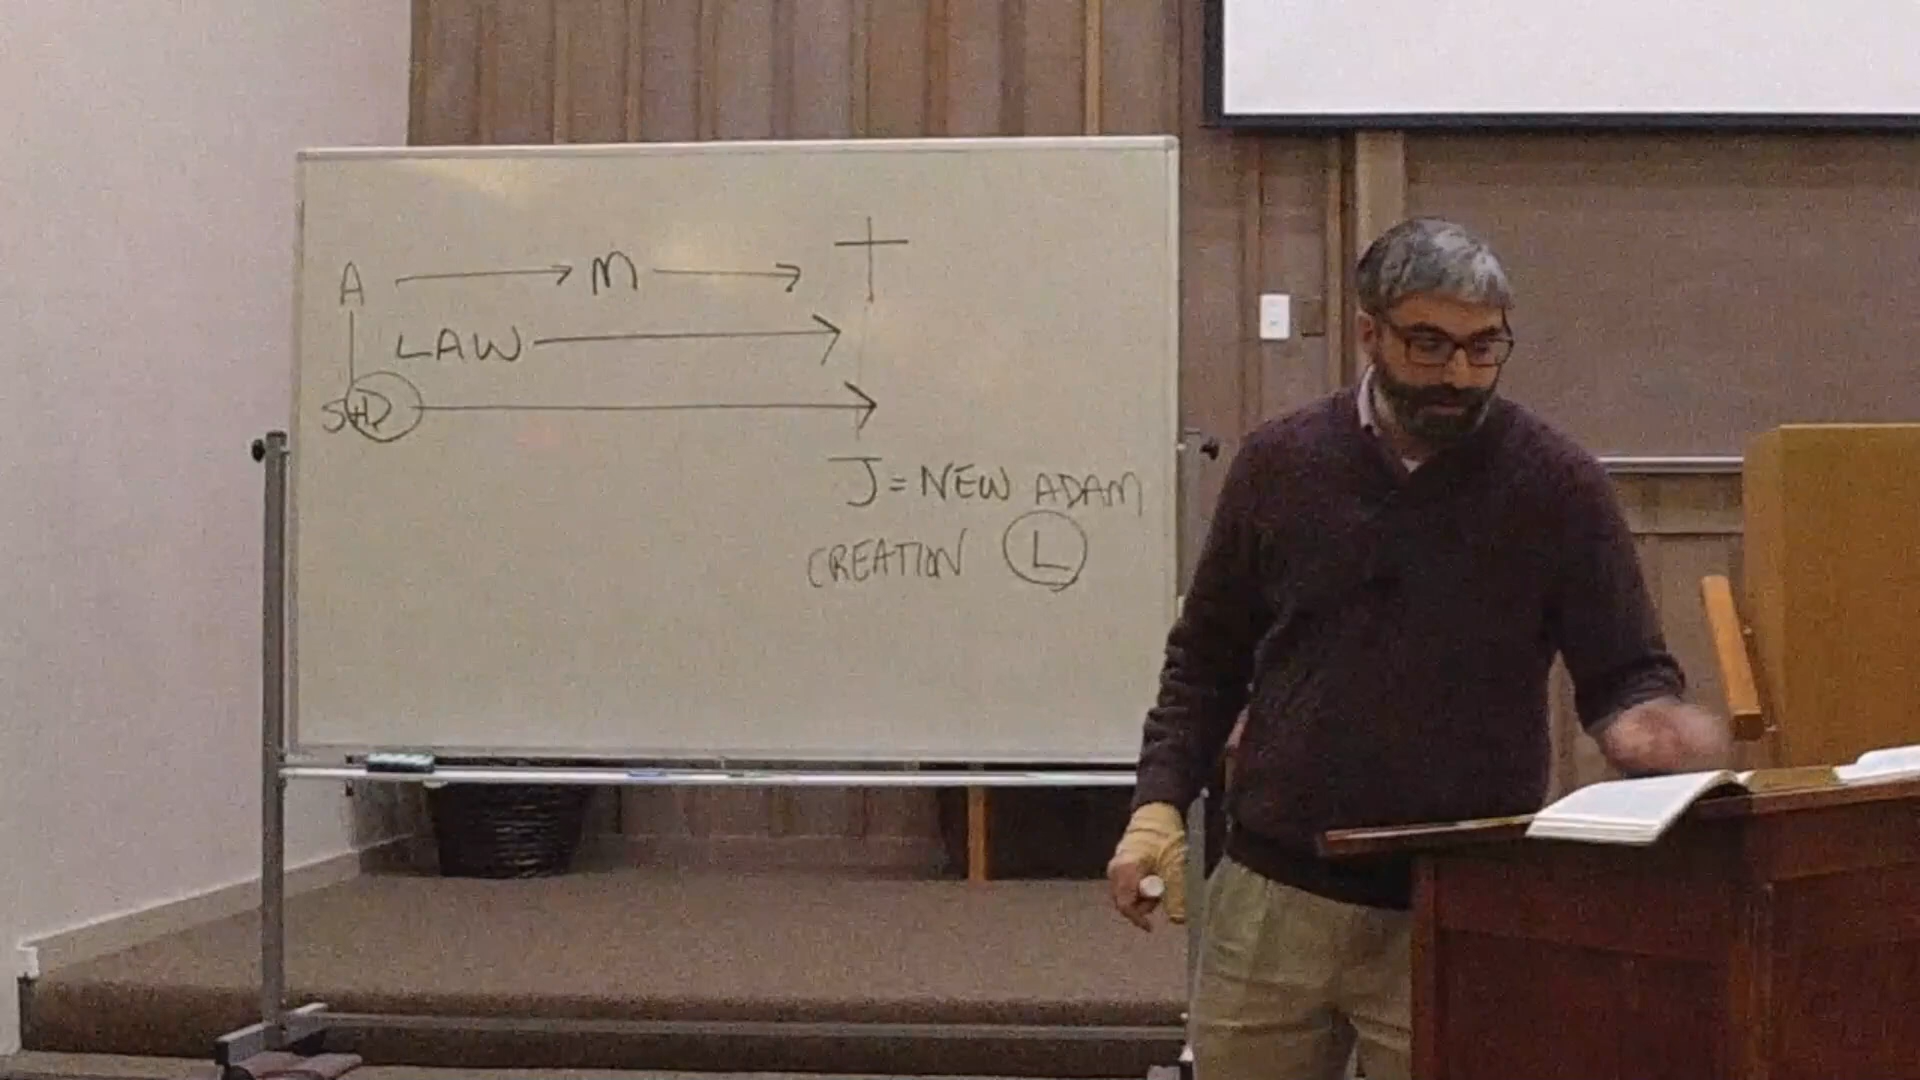 A → M →
LAW →
S+D →
J = NEW ADAM
CREATION L